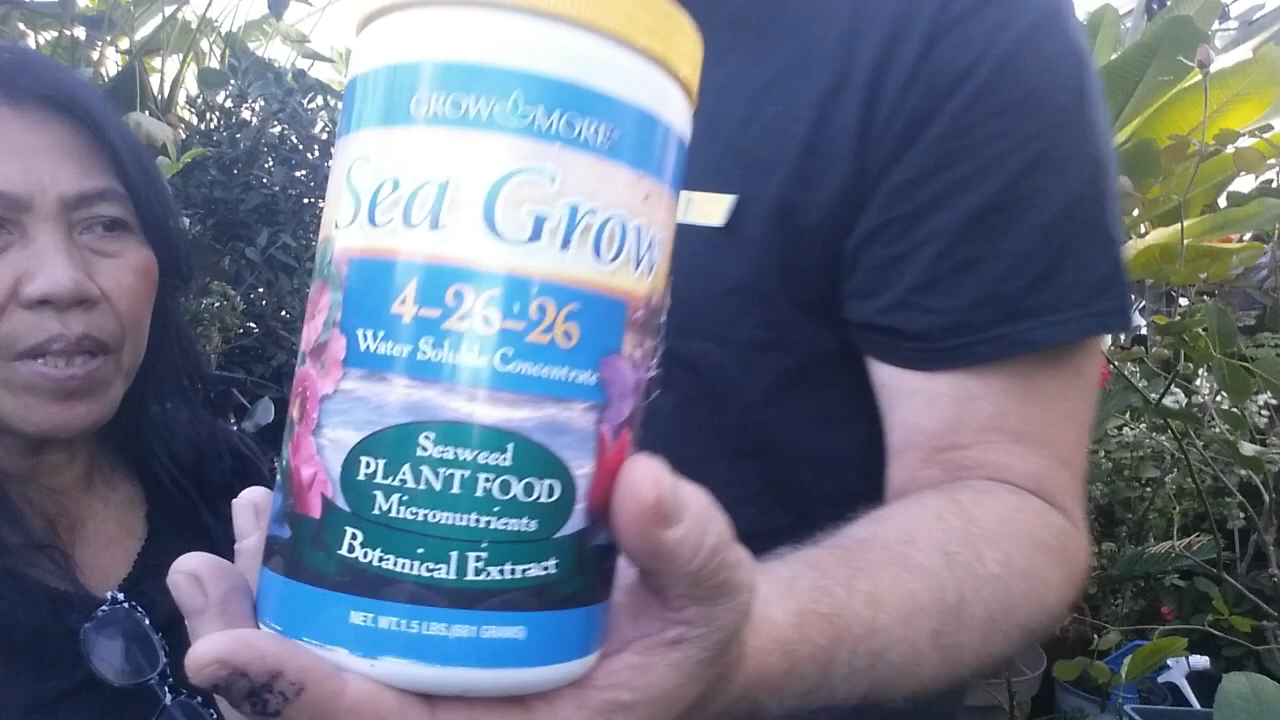 GROW MORE
Sea Grow
4-26-26
Water Soluble Concentrate
Seaweed
PLANT FOOD
Micronutrients
Botanical Extract
NET. WT. 1.5 LBS. (681 GRAMS)